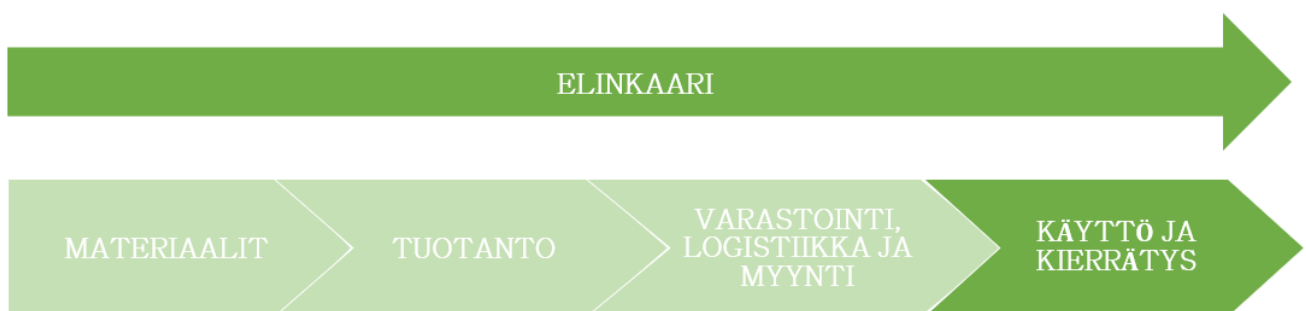 ELINKAARI
MATERIAALIT
TUOTANTO
VARASTOINTI,
LOGISTIIKKA JA
MYYNTI
KÄYTTÖ JA
KIERRÄTYS